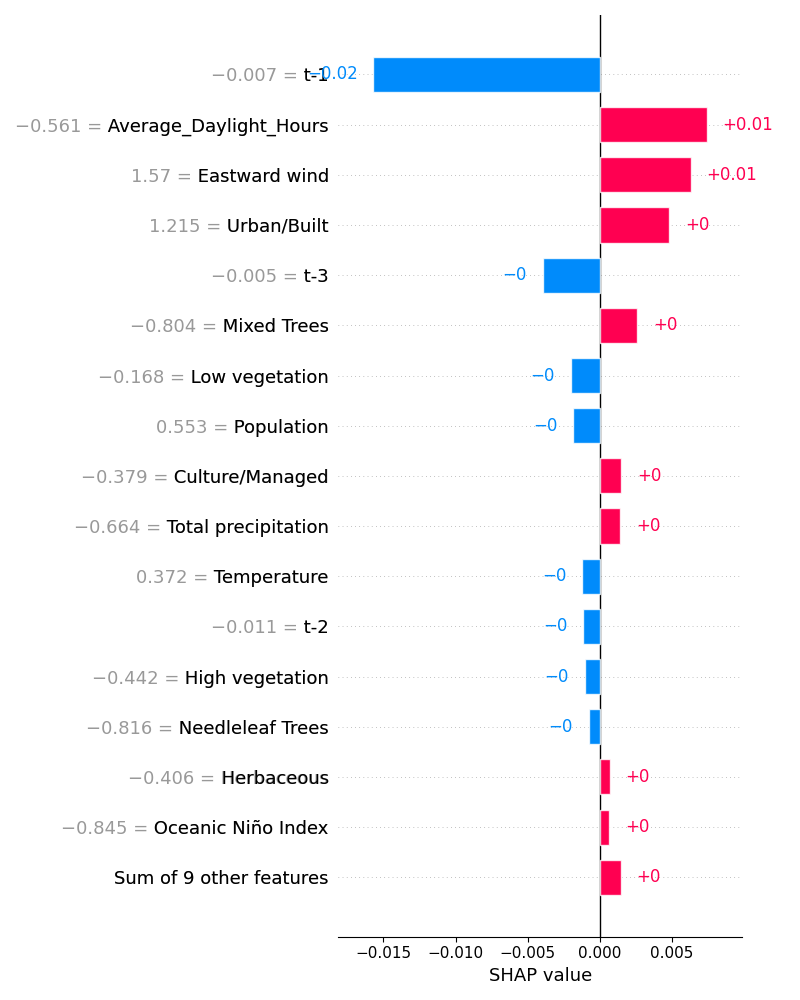 −0.007 = t-1 −0.02
−0.561 = Average_Daylight_Hours +0.01
1.57 = Eastward wind +0.01
1.215 = Urban/Built +0
−0.005 = t-3 −0
−0.804 = Mixed Trees +0
−0.168 = Low vegetation −0
0.553 = Population −0
−0.379 = Culture/Managed +0
−0.664 = Total precipitation +0
0.372 = Temperature −0
−0.011 = t-2 −0
−0.442 = High vegetation −0
−0.816 = Needleleaf Trees −0
−0.406 = Herbaceous +0
−0.845 = Oceanic Niño Index +0
Sum of 9 other features +0
−0.015 −0.010 −0.005 0.000 0.005
SHAP value